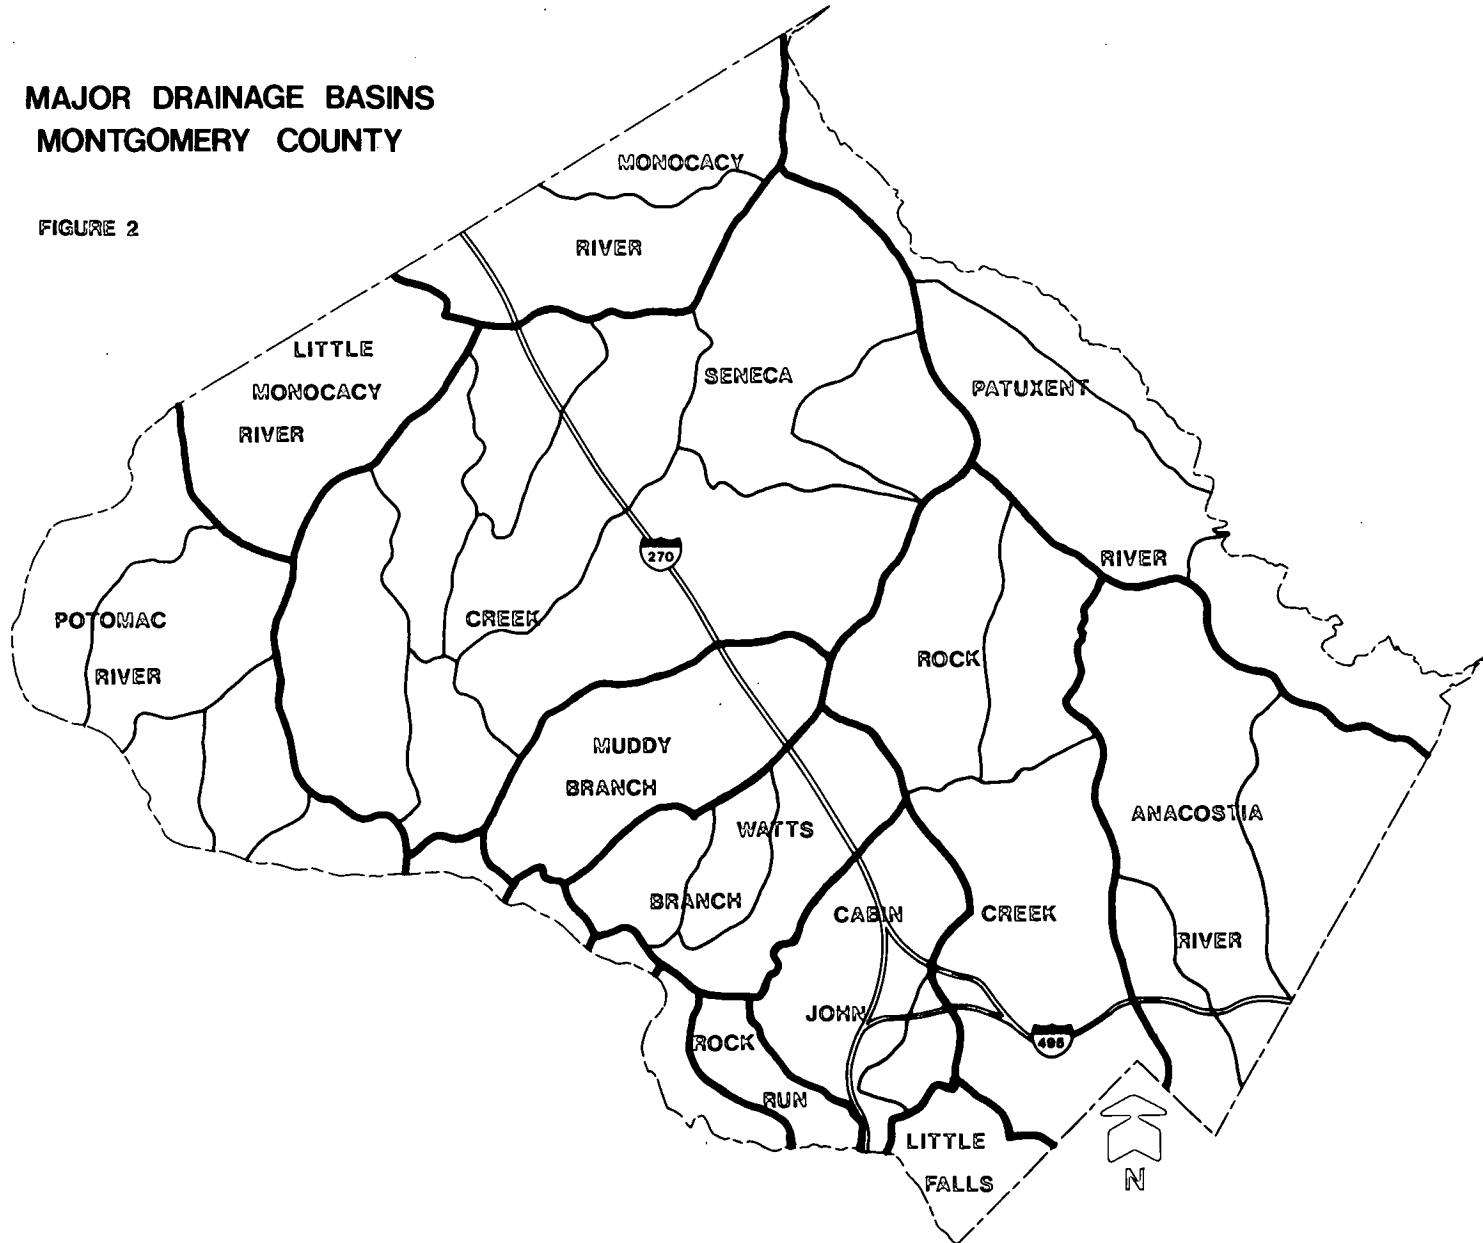 MAJOR DRAINAGE BASINS
MONTGOMERY COUNTY
FIGURE 2
MONOCACY
RIVER
LITTLE
MONOCACY
RIVER
SENECA
CREEK
PATUXENT
RIVER
270
POTOMAC
RIVER
ROCK
CREEK
MUDDY
BRANCH
WATTS
BRANCH
ANACOSTIA
RIVER
CABIN
JOHN
495
ROCK
RUN
LITTLE
FALLS
N